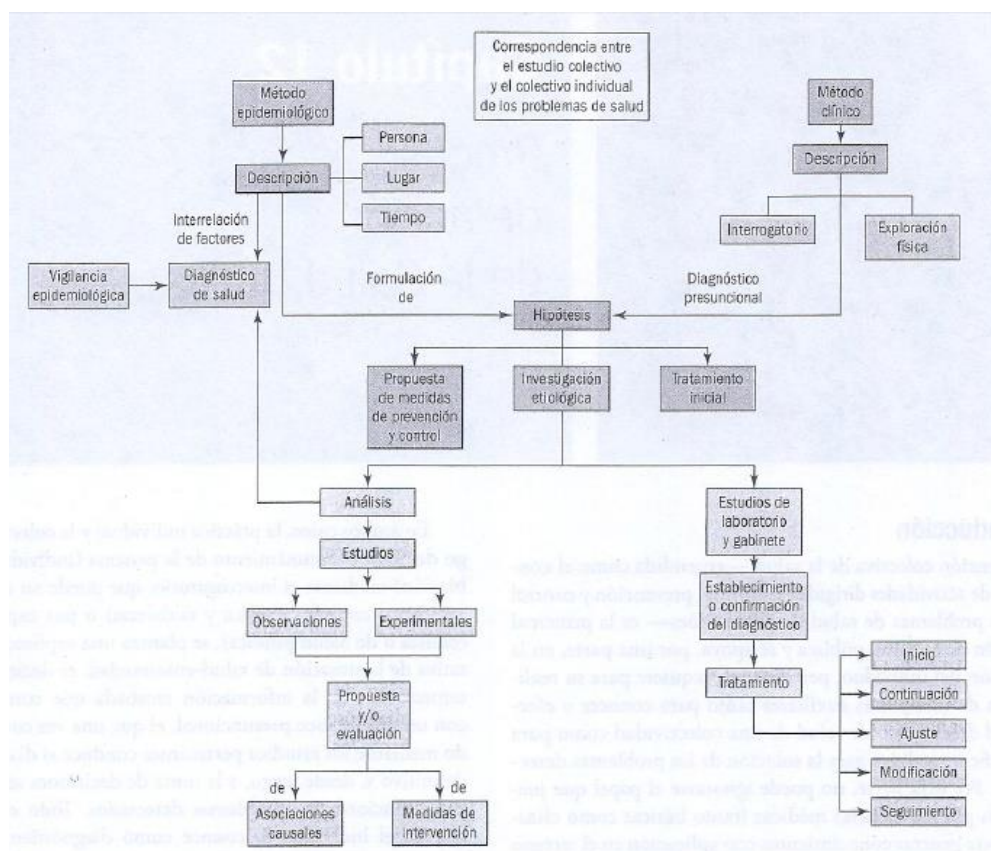 Correspondencia entre
el estudio colectivo
y el colectivo individual
de los problemas de salud
Método
epidemiológico
Persona
Descripción
Lugar
Tiempo
Interrelación
de factores
Vigilancia
epidemiológica
Diagnóstico
de salud
Formulación
de
Método
clínico
Descripción
Interrogatorio
Exploración
física
Diagnóstico
presuncional
Hipótesis
Propuesta
de medidas
de prevención
y control
Investigación
etiológica
Tratamiento
inicial
Análisis
Estudios
Observaciones
Experimentales
Propuesta
y/o
evaluación
de
de
Asociaciones
causales
Medidas de
intervención
Estudios de
laboratorio
y gabinete
Establecimiento
o confirmación
del diagnóstico
Tratamiento
Inicio
Continuación
Ajuste
Modificación
Seguimiento